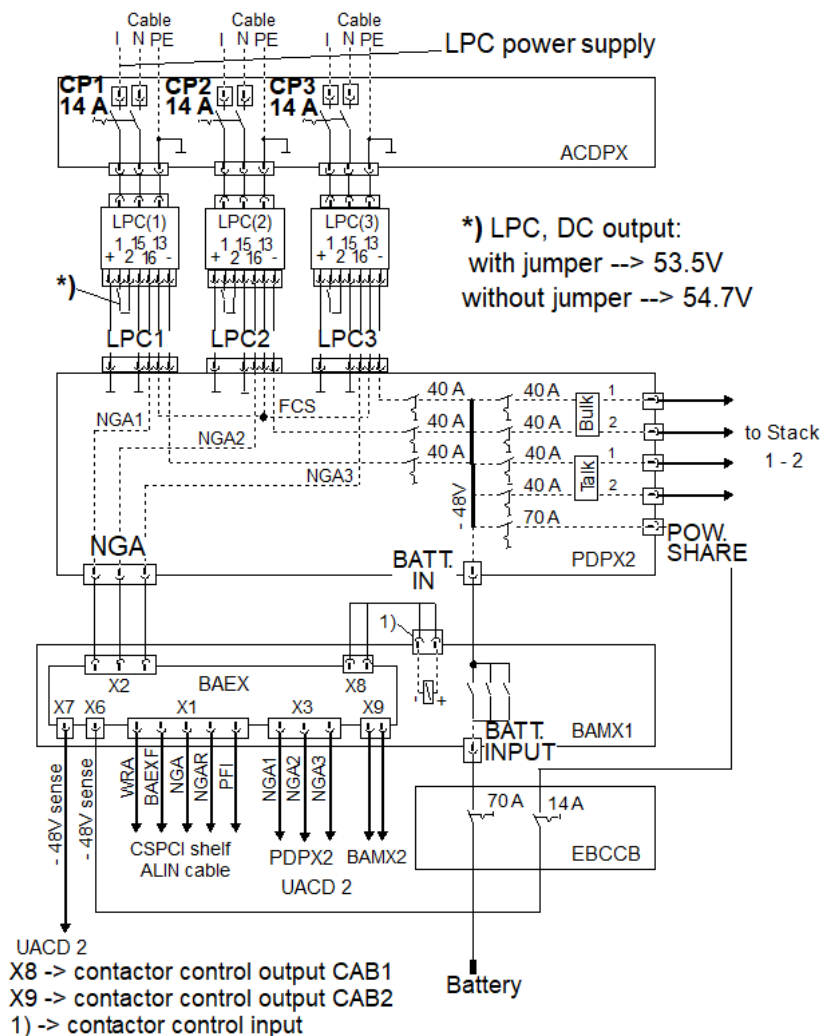 Cable Cable Cable
I N PE I N PE I N PE
LPC power supply
CP1 CP2 CP3
14 A 14 A 14 A
ACDPX
LPC(1) LPC(2) LPC(3)
1 15 13 1 15 13 1 15 13
+ 2 16 - + 2 16 - + 2 16 -
*) LPC, DC output:
with jumper --> 53.5V
without jumper --> 54.7V
*)
LPC1 LPC2 LPC3
40 A 40 A 1
NGA1 FCS Bulk
40 A 40 A 2
NGA2
to Stack
1 - 2
40 A 40 A 1
NGA3 Talk
40 A 2
- 48V
70 A
NGA
BATT.
IN
PDPX2
POW.
SHARE
1)
X2 BAEX X8
- +
X7 X6 X1 X3 X9
BATT.
INPUT
BAMX1
- 48V sense
- 48V sense
WRA
BAEXF
NGA
NGAR
PFI
NGA1
NGA2
NGA3
70 A 14 A
EBCCB
CSPCI shelf
ALIN cable
PDPX2 BAMX2
UACD 2
UACD 2
Battery
X8 -> contactor control output CAB1
X9 -> contactor control output CAB2
1) -> contactor control input